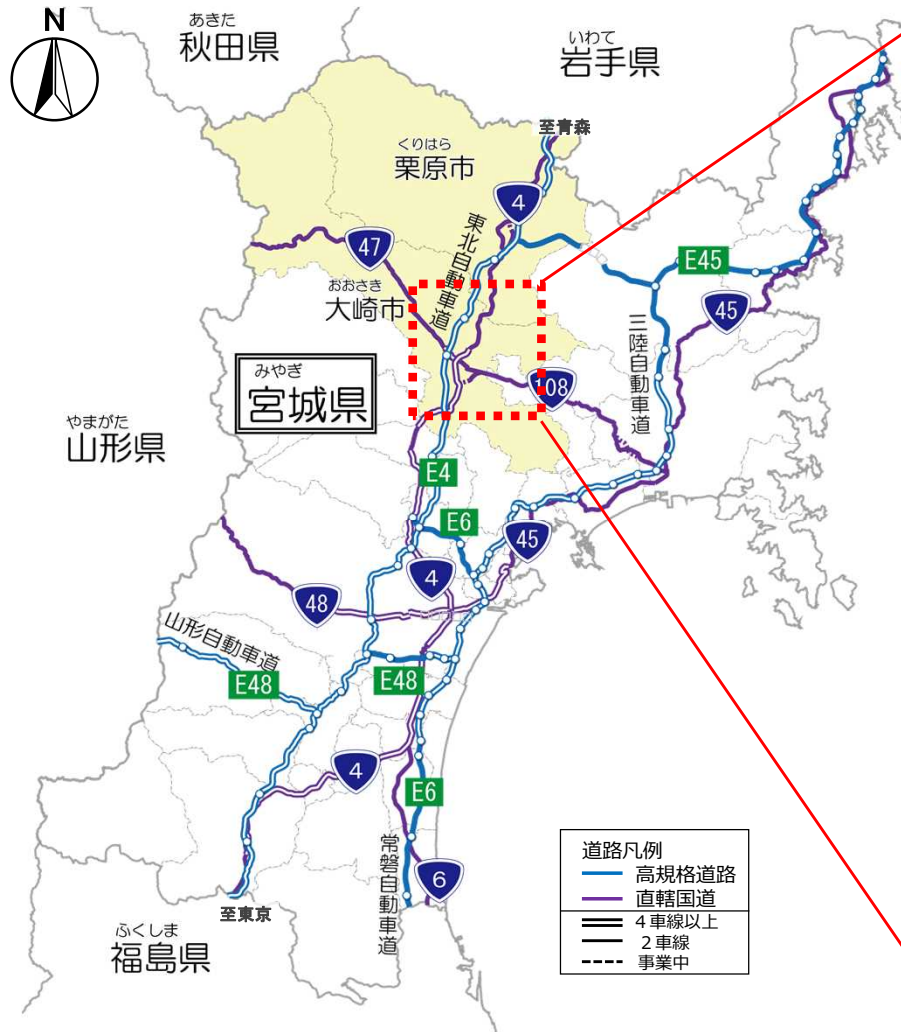 N
あきた
秋田県
いわて
岩手県
至青森
くりはら
栗原市
4
東北自動車道
47
E45
おおさき
大崎市
45
三陸自動車道
みやぎ
宮城県
108
やまがた
山形県
E4
E6
45
4
48
山形自動車道
E48
E48
4
E6
常磐自動車道
6
至東京
ふくしま
福島県
道路凡例
高規格道路
直轄国道
4車線以上
2車線
事業中